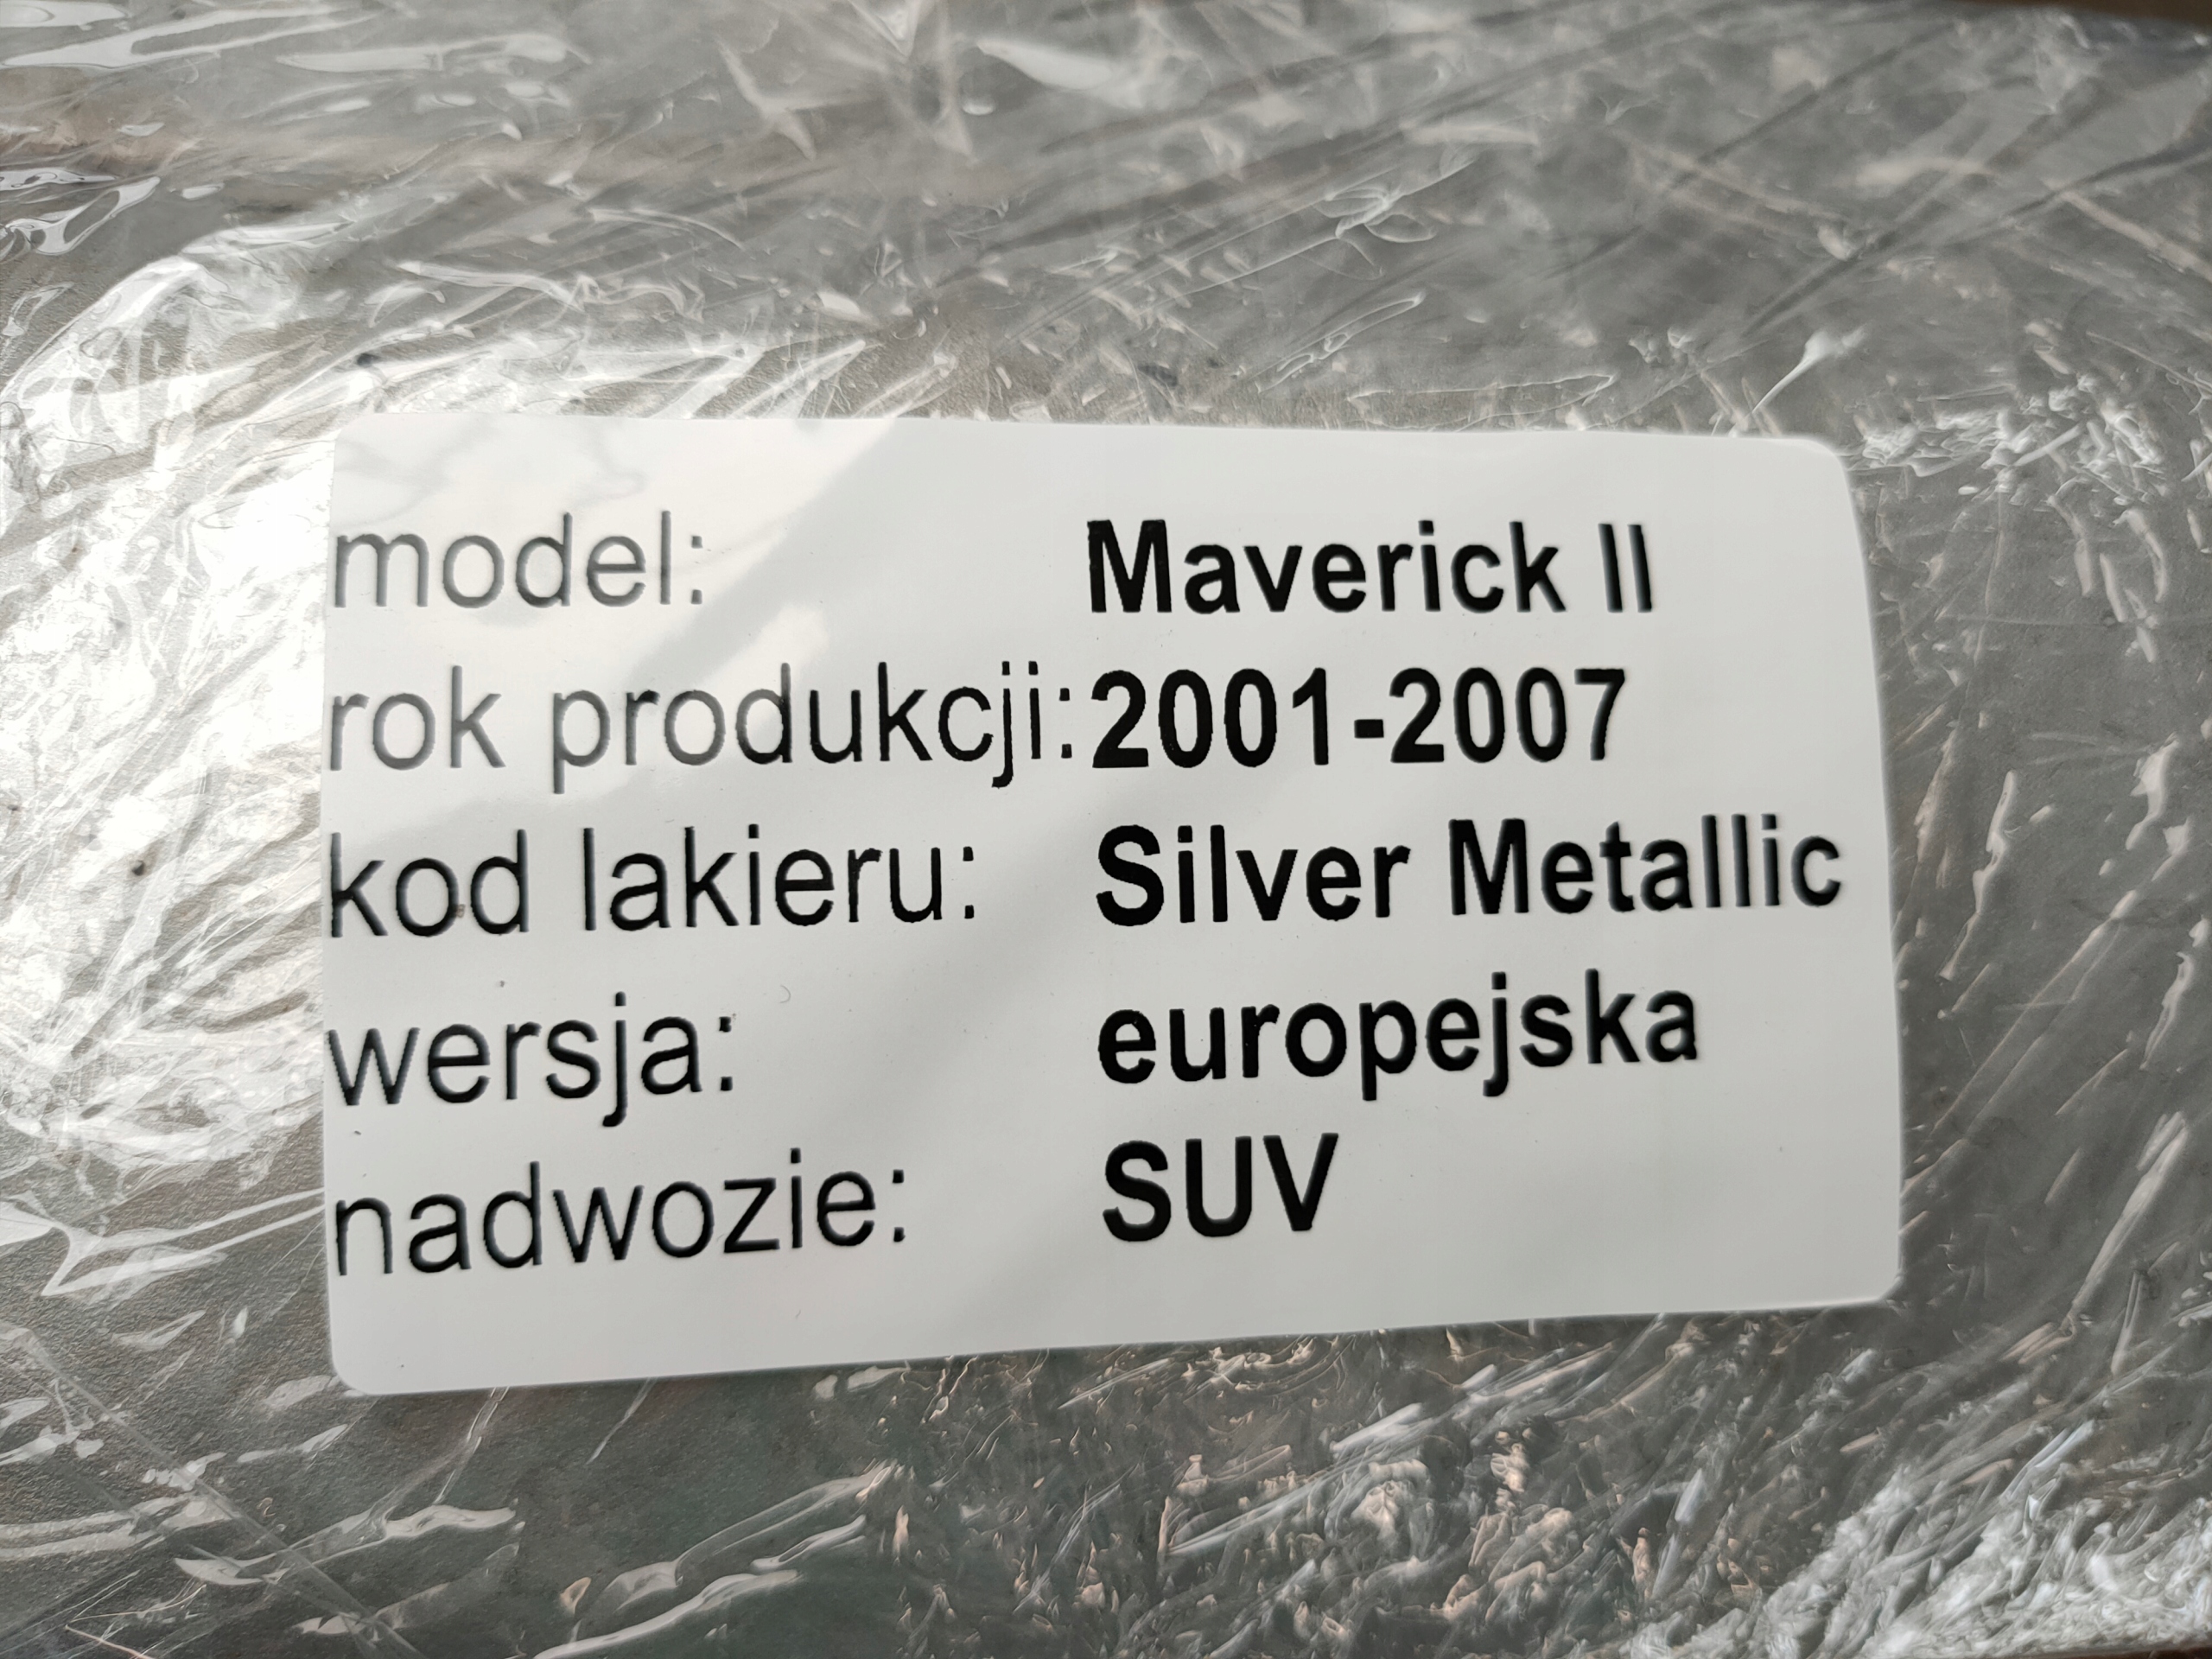 model: Maverick II
rok produkcji: 2001-2007
kod lakieru: Silver Metallic
wersja: europejska
nadwozie: SUV